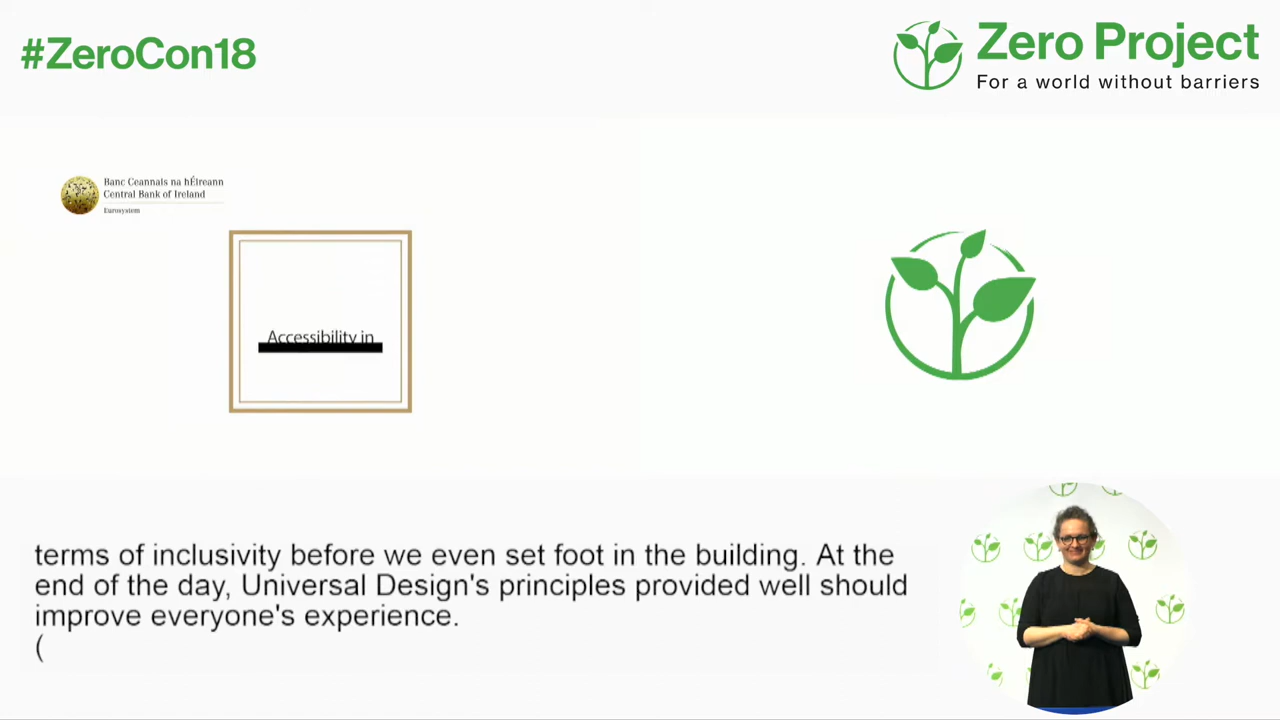 #ZeroCon18
Zero Project
For a world without barriers
Banc Ceannais na hÉireann
Central Bank of Ireland
Eurosystem
Accessibility in
terms of inclusivity before we even set foot in the building. At the
end of the day, Universal Design's principles provided well should
improve everyone's experience.
(